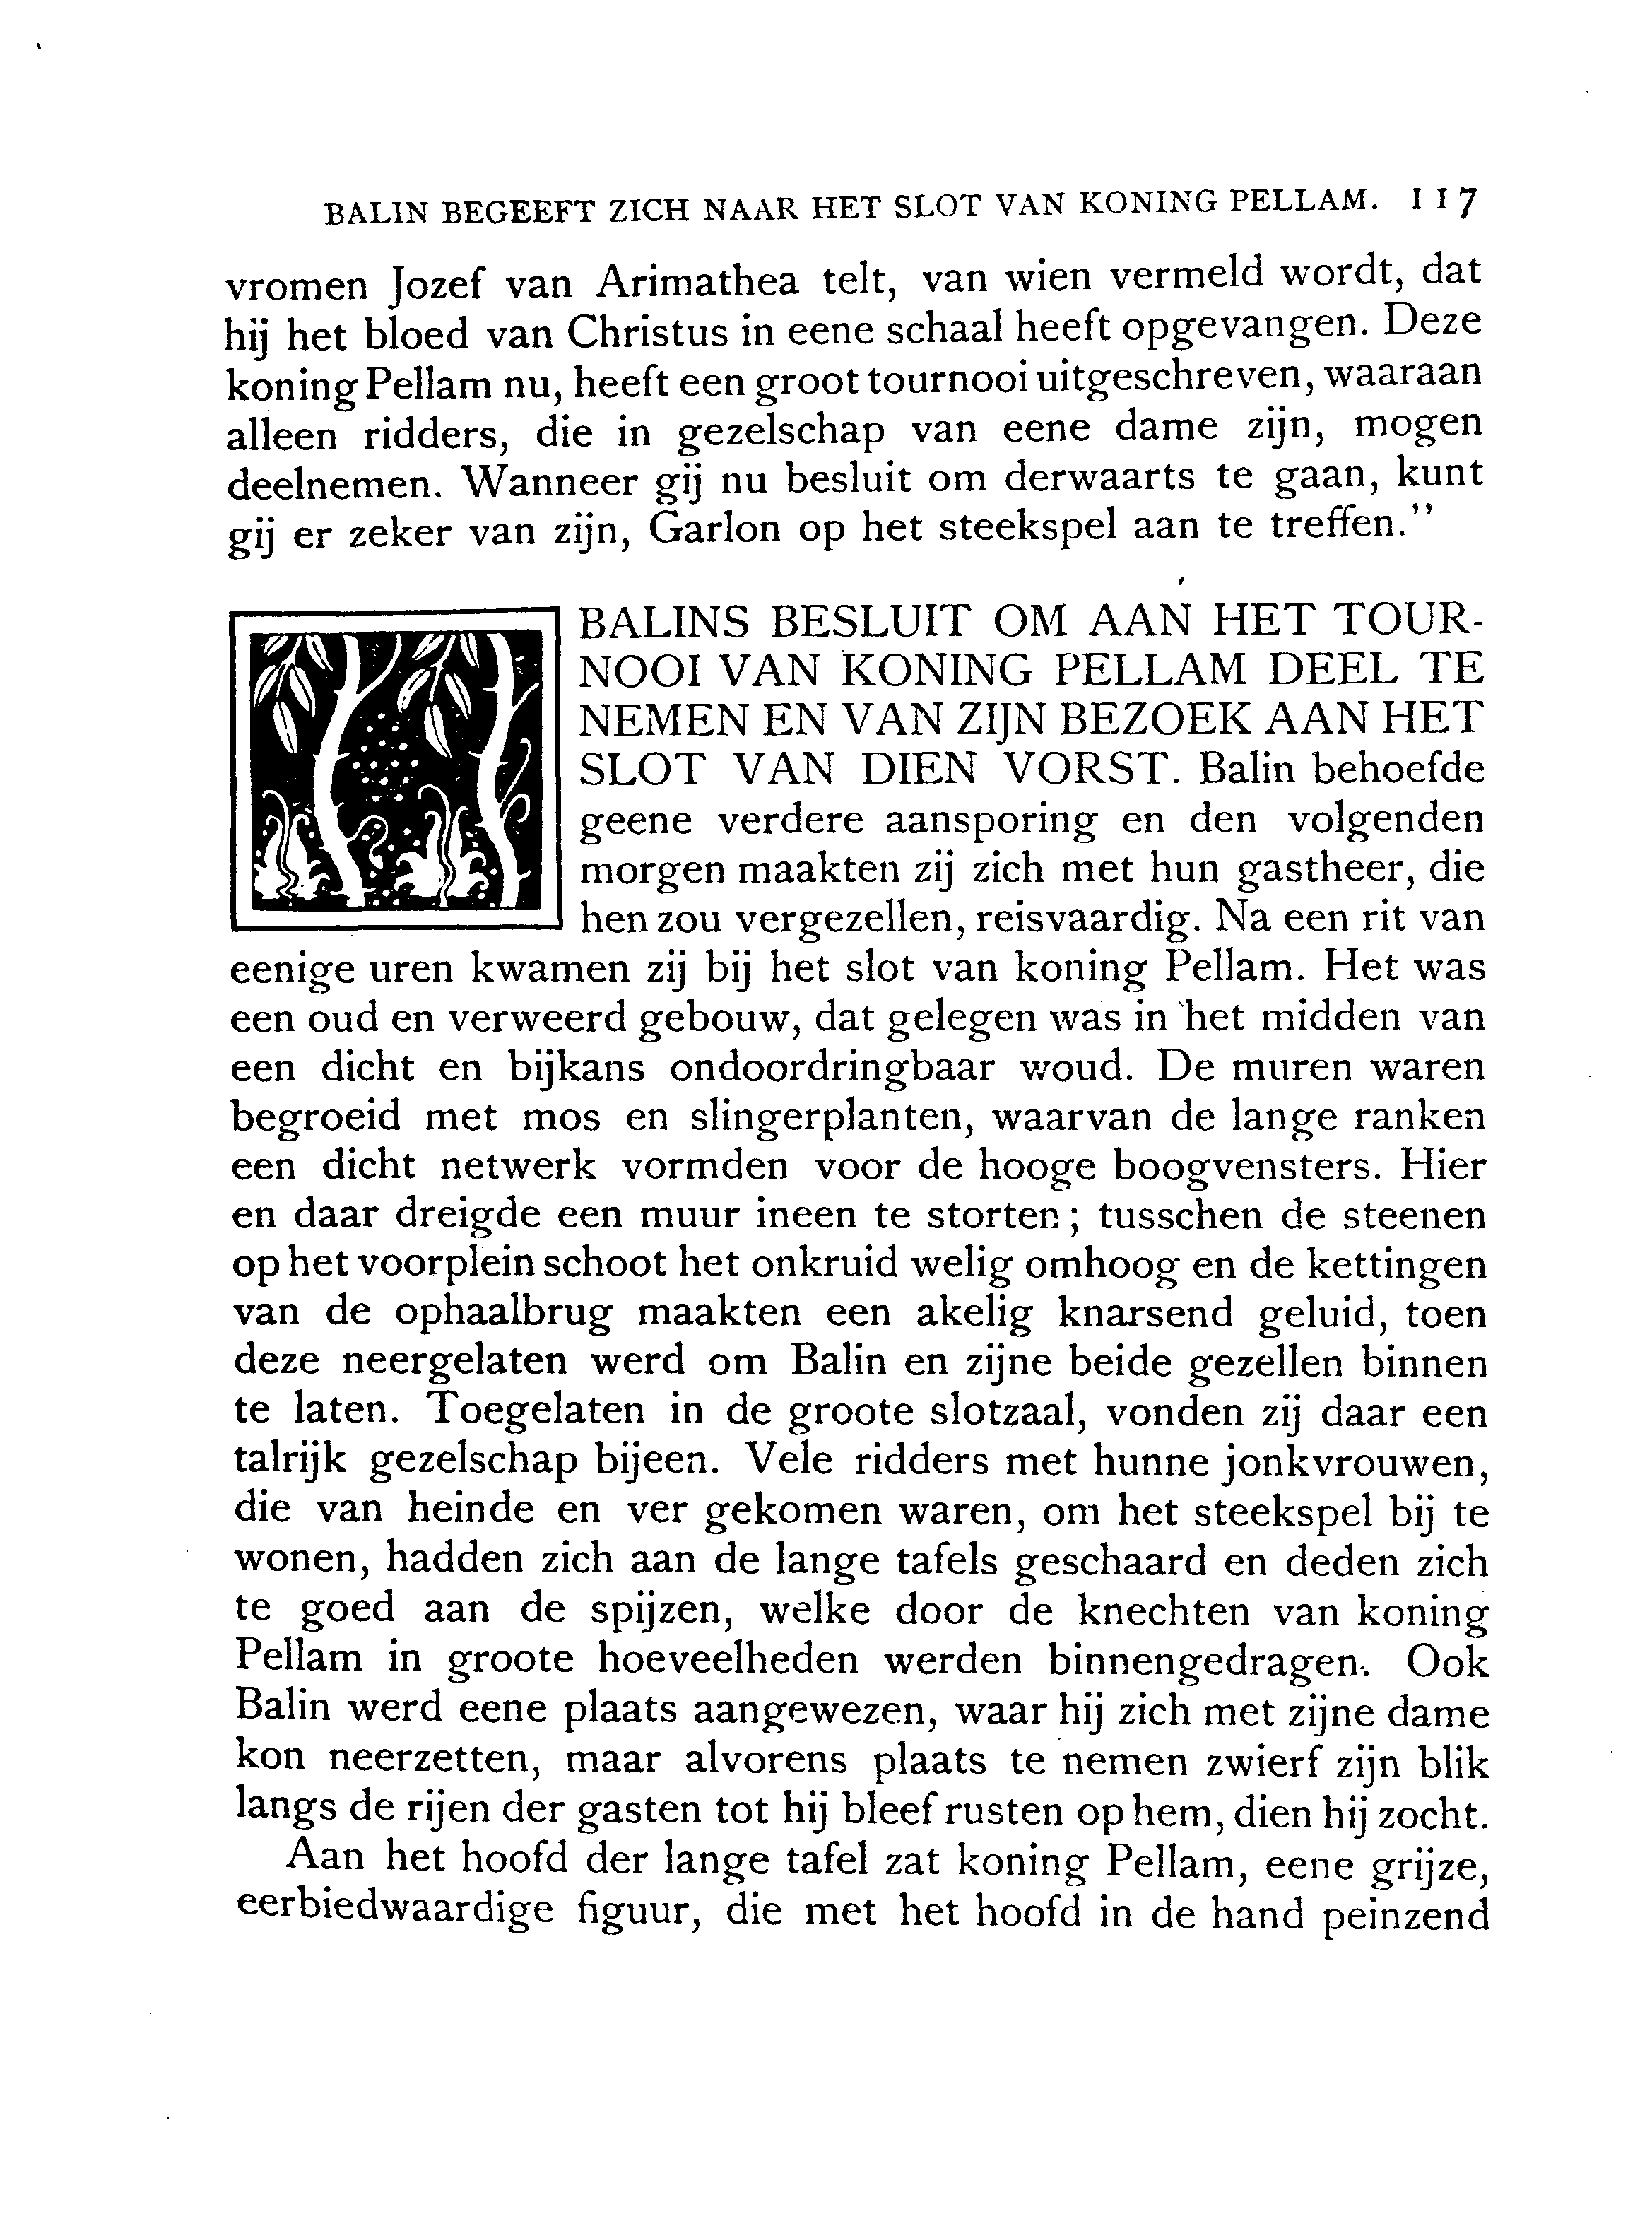 BALIN BEGEEFT ZICH NAAR HET SLOT VAN KONING PELLAM. 117
vromen Jozef van Arimathea telt, van wien vermeld wordt, dat
hij het bloed van Christus in eene schaal heeft opgevangen. Deze
koning Pellam nu, heeft een groot tournooi uitgeschreven, waaraan
alleen ridders, die in gezelschap van eene dame zijn, mogen
deelnemen. Wanneer gij nu besluit om derwaarts te gaan, kunt
gij er zeker van zijn, Garlon op het steekspel aan te treffen.”
BALINS BESLUIT OM AAN HET TOUR-
NOOI VAN KONING PELLAM DEEL TE
NEMEN EN VAN ZIJN BEZOEK AAN HET
SLOT VAN DIEN VORST. Balin behoefde
geene verdere aansporing en den volgenden
morgen maakten zij zich met hun gastheer, die
hen zou vergezellen, reisvaardig. Na een rit van
eenige uren kwamen zij bij het slot van koning Pellam. Het was
een oud en verweerd gebouw, dat gelegen was in het midden van
een dicht en bijkans ondoordringbaar woud. De muren waren
begroeid met mos en slingerplanten, waarvan de lange ranken
een dicht netwerk vormden voor de hooge boogvensters. Hier
en daar dreigde een muur ineen te storten; tusschen de steenen
op het voorplein schoot het onkruid welig omhoog en de kettingen
van de ophaalbrug maakten een akelig knarsend geluid, toen
deze neergelaten werd om Balin en zijne beide gezellen binnen
te laten. Toegelaten in de groote slotzaal, vonden zij daar een
talrijk gezelschap bijeen. Vele ridders met hunne jonkvrouwen,
die van heinde en ver gekomen waren, om het steekspel bij te
wonen, hadden zich aan de lange tafels geschaard en deden zich
te goed aan de spijzen, welke door de knechten van koning
Pellam in groote hoeveelheden werden binnengedragen. Ook
Balin werd eene plaats aangewezen, waar hij zich met zijne dame
kon neerzetten, maar alvorens plaats te nemen zwierf zijn blik
langs de rijen der gasten tot hij bleef rusten op hem, dien hij zocht.
Aan het hoofd der lange tafel zat koning Pellam, eene grijze,
eerbiedwaardige figuur, die met het hoofd in de hand peinzend